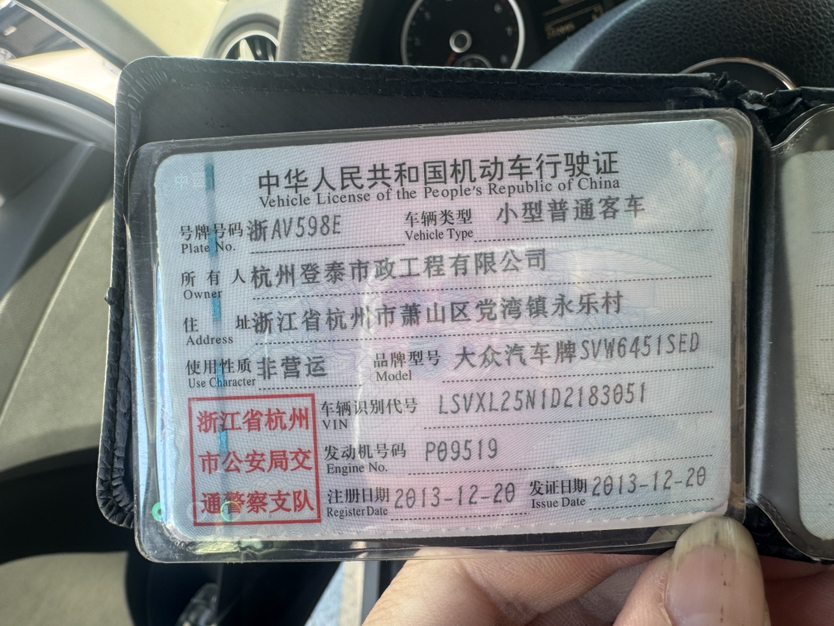 中华人民共和国机动车行驶证
Vehicle License of the People's Republic of China
号牌号码 浙AV598E 车辆类型 小型普通客车
Plate No. Vehicle Type
所有人 杭州登泰市政工程有限公司
Owner
住址 浙江省杭州市萧山区党湾镇永乐村
Address
使用性质 非营运 品牌型号 大众汽车牌SVW6451SED
Use Character Model
浙江省杭州
市公安局交
通警察支队
车辆识别代号 LSVXL25N1D2183051
VIN
发动机号码 P09519
Engine No.
注册日期 2013-12-20 发证日期 2013-12-20
Register Date Issue Date